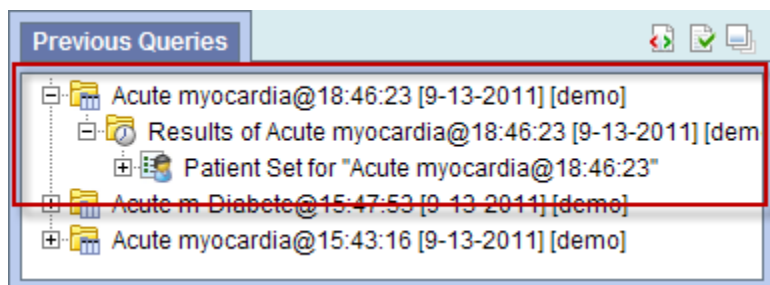 Previous Queries
Acute myocardia@18:46:23 [9-13-2011] [demo]
Results of Acute myocardia@18:46:23 [9-13-2011] [dem
Patient Set for "Acute myocardia@18:46:23"
Acute m-Diabete@15:47:53 [9-13-2011] [demo]
Acute myocardia@15:43:16 [9-13-2011] [demo]